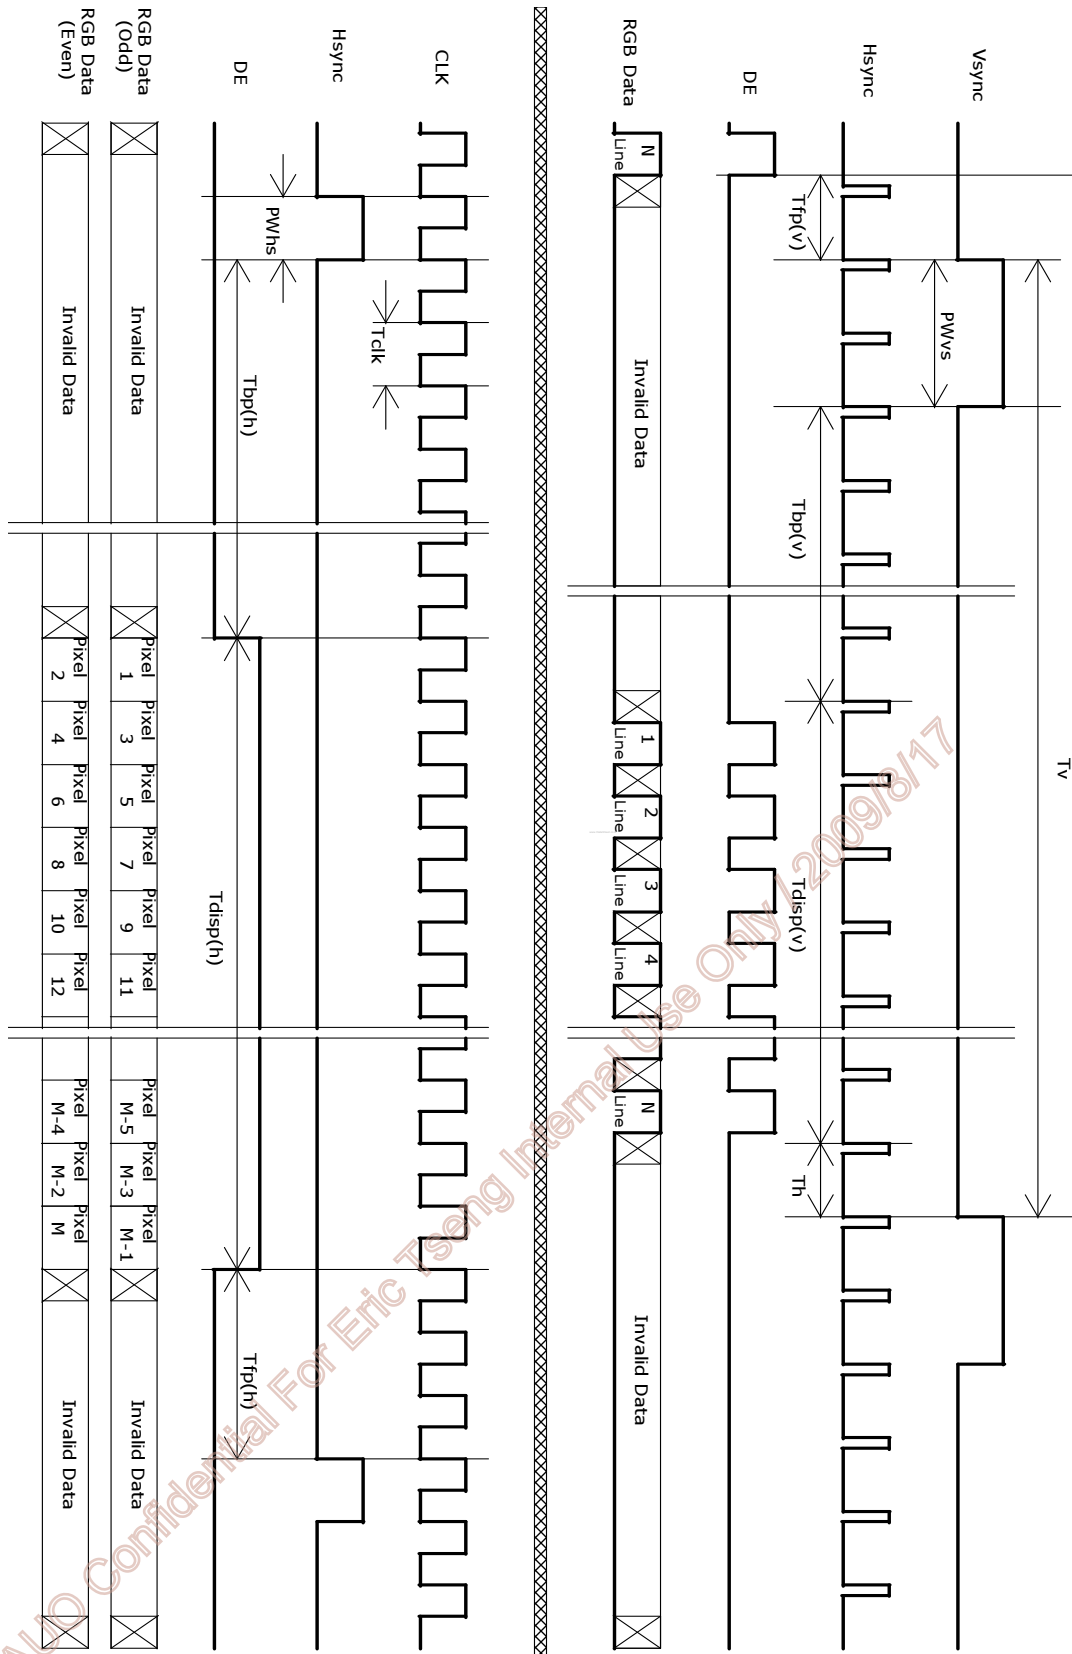 Vsync
Tv
PWvs
Hsync
Tfp(v)
Tbp(v)
Tdisp(v)
Th
DE
RGB Data
Line N
Invalid Data
Line 1
Line 2
Line 3
Line 4
Line N
Invalid Data
CLK
Tclk
Hsync
PWhs
DE
Tbp(h)
Tdisp(h)
Tfp(h)
RGB Data
(Odd)
Invalid Data
Pixel 1
Pixel 3
Pixel 5
Pixel 7
Pixel 9
Pixel 11
Pixel M-5
Pixel M-3
Pixel M-1
Invalid Data
RGB Data
(Even)
Invalid Data
Pixel 2
Pixel 4
Pixel 6
Pixel 8
Pixel 10
Pixel 12
Pixel M-4
Pixel M-2
Pixel M
Invalid Data
AUO Confidential For Eric Tseng Internal Use Only / 2009/8/17